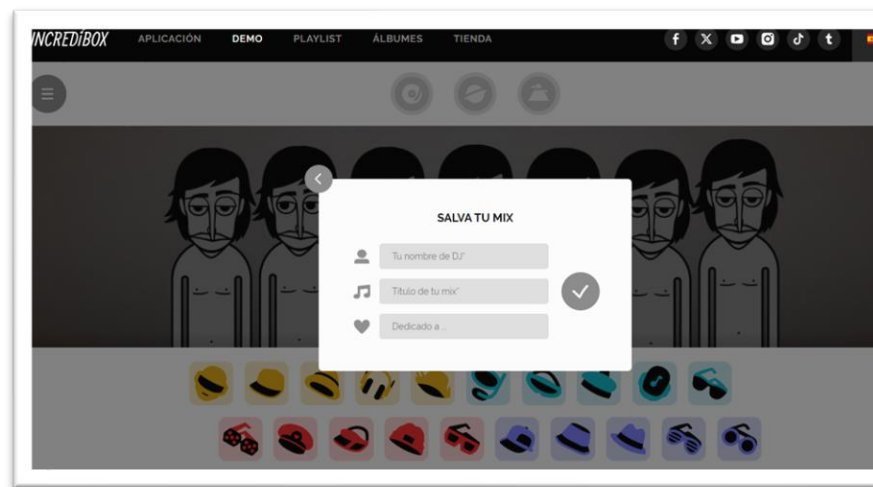 INCREDIBOX APLICACIÓN DEMO PLAYLIST ÁLBUMES TIENDA
SALVA TU MIX
Tu nombre de DJ*
Título de tu mix*
Dedicado a ...